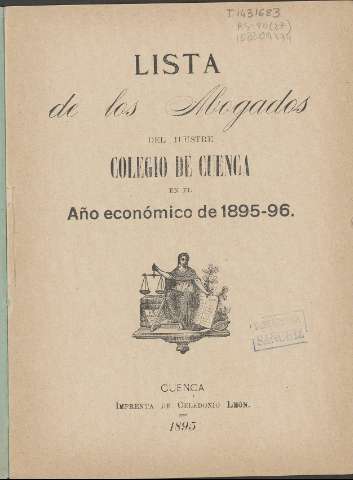 T1431683
LISTA
de los Abogados
DEL ILUSTRE
COLEGIO DE CUENCA
EN EL
Año económico de 1895-96.
CUENCA
IMPRENTA DE CELEDONIO LEÓN.
1895